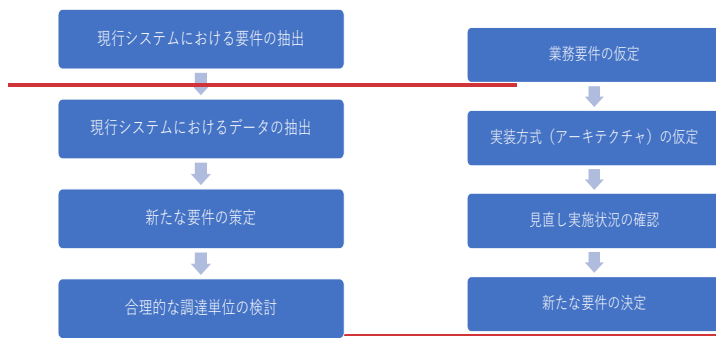 現行システムにおける要件の抽出
現行システムにおけるデータの抽出
新たな要件の策定
合理的な調達単位の検討
業務要件の仮定
実装方式（アーキテクチャ）の仮定
見直し実施状況の確認
新たな要件の決定